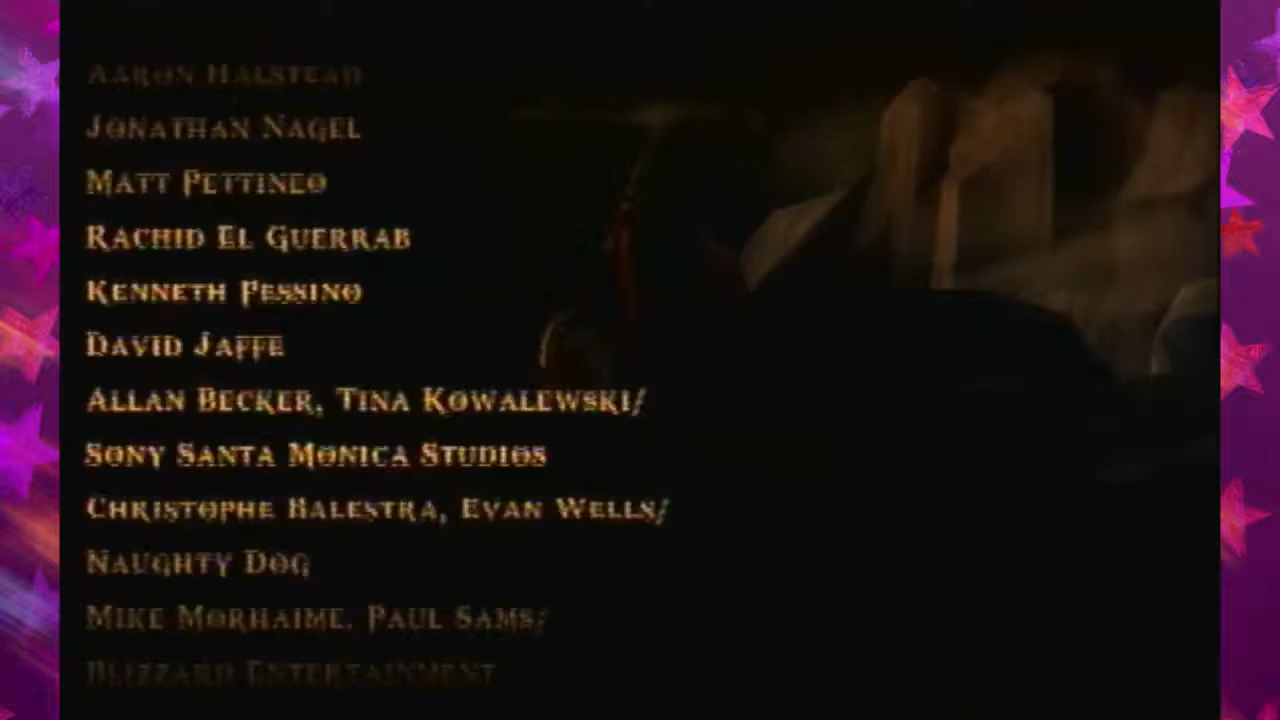 Aaron Halstead
Jonathan Nagel
Matt Pettineo
Rachid El Guerrab
Kenneth Pessino
David Jaffe
Allan Becker, Tina Kowalewski/
Sony Santa Monica Studios
Christophe Balestra, Evan Wells/
Naughty Dog
Mike Morhaime, Paul Sams/
Blizzard Entertainment